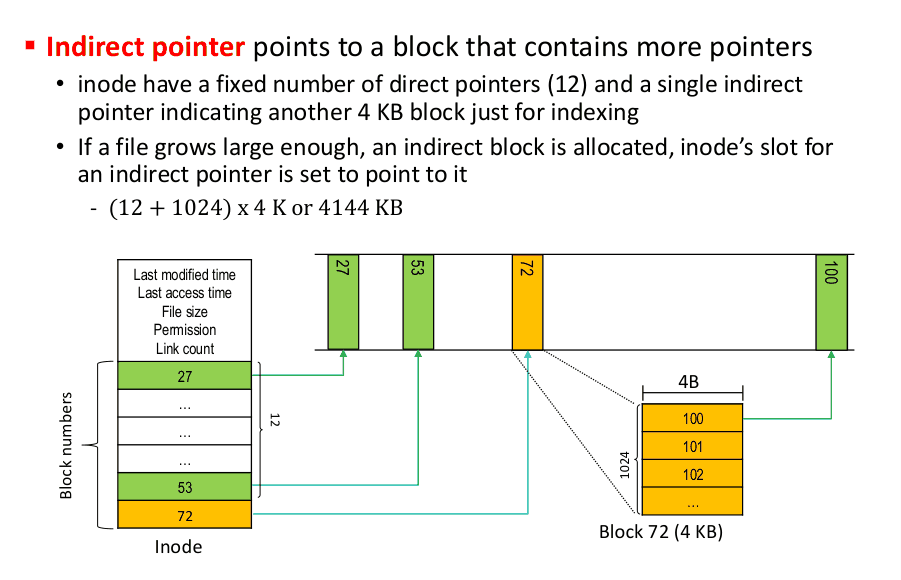 ▪ Indirect pointer points to a block that contains more pointers
• inode have a fixed number of direct pointers (12) and a single indirect
pointer indicating another 4 KB block just for indexing
• If a file grows large enough, an indirect block is allocated, inode’s slot for
an indirect pointer is set to point to it
- (12 + 1024) x 4 K or 4144 KB
Last modified time
Last access time
File size
Permission
Link count
27
...
...
...
53
72
Block numbers
12
Inode
27
53
72
100
4B
100
101
102
...
1024
Block 72 (4 KB)